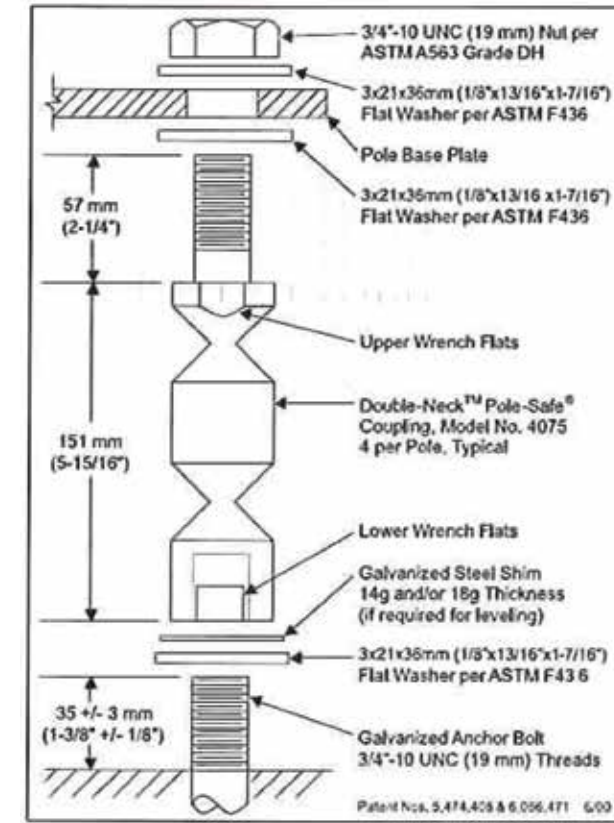 3/4"-10 UNC (19 mm) Nut per
ASTM A563 Grade DH
3x21x36mm (1/8"x13/16"x1-7/16")
Flat Washer per ASTM F436
Pole Base Plate
3x21x36mm (1/8"x13/16 x1-7/16")
Flat Washer per ASTM F436
57 mm
(2-1/4")
Upper Wrench Flats
Double-Neck™ Pole-Safe®
Coupling, Model No. 4075
4 per Pole, Typical
151 mm
(5-15/16")
Lower Wrench Flats
Galvanized Steel Shim
14g and/or 18g Thickness
(if required for leveling)
3x21x36mm (1/8"x13/16"x1-7/16")
Flat Washer per ASTM F436
35 +/- 3 mm
(1-3/8" +/- 1/8")
Galvanized Anchor Bolt
3/4"-10 UNC (19 mm) Threads
Patent Nos. 5,474,408 & 6,056,471 6/00